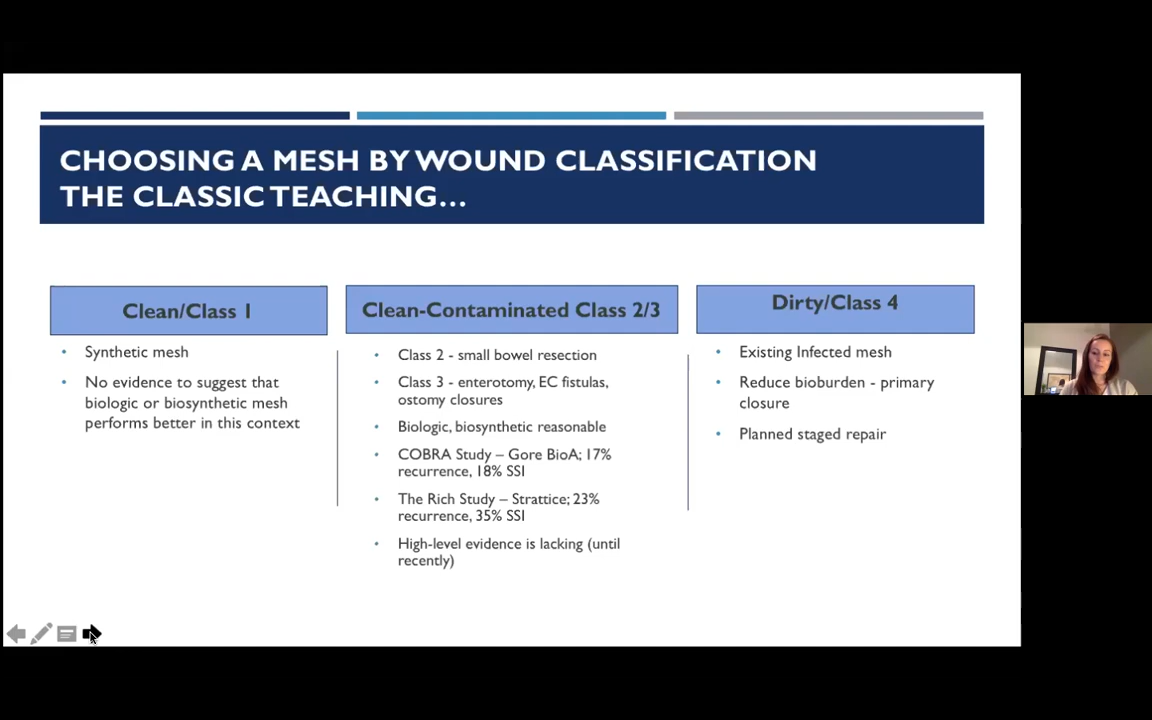 CHOOSING A MESH BY WOUND CLASSIFICATION
THE CLASSIC TEACHING...
Clean/Class 1
Synthetic mesh
No evidence to suggest that
biologic or biosynthetic mesh
performs better in this context
Clean-Contaminated Class 2/3
Class 2 - small bowel resection
Class 3 - enterotomy, EC fistulas,
ostomy closures
Biologic, biosynthetic reasonable
COBRA Study – Gore BioA; 17%
recurrence, 18% SSI
The Rich Study – Strattice; 23%
recurrence, 35% SSI
High-level evidence is lacking (until
recently)
Dirty/Class 4
Existing Infected mesh
Reduce bioburden - primary
closure
Planned staged repair